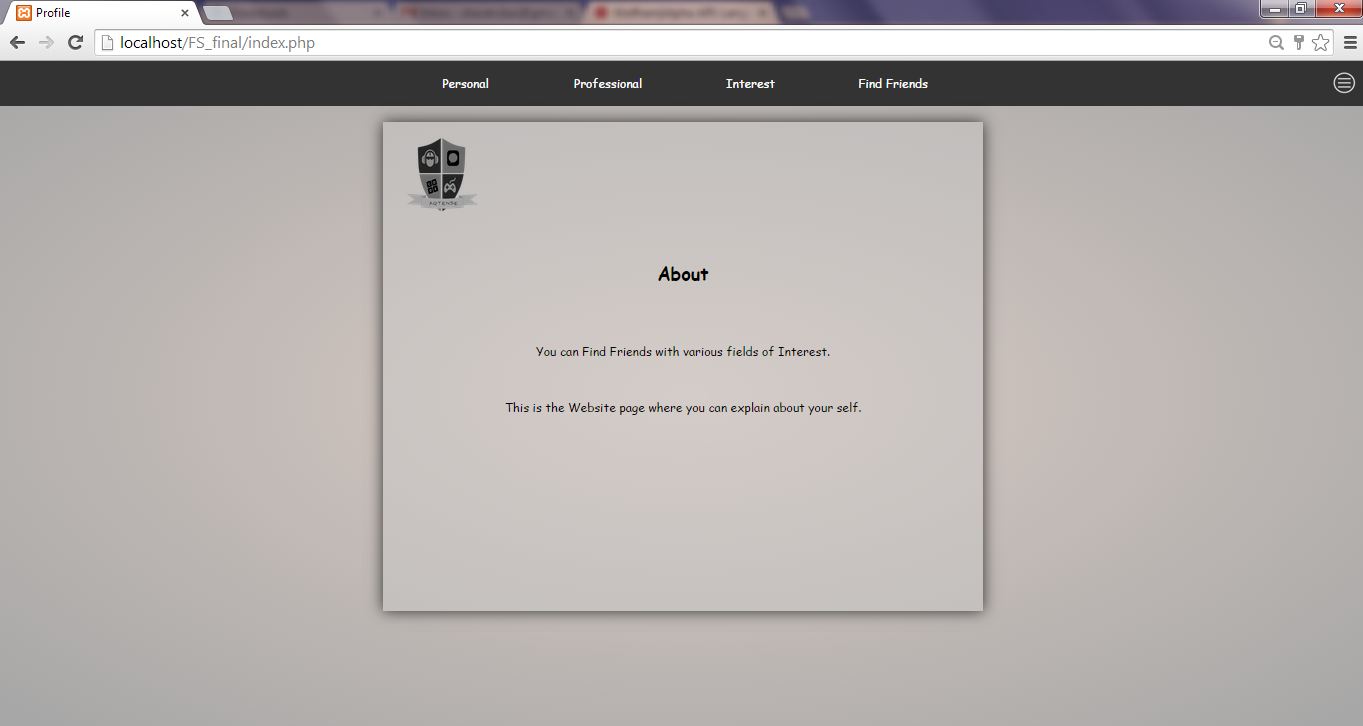 Profile
localhost/FS_final/index.php
Personal Professional Interest Find Friends
About
You can Find Friends with various fields of Interest.
This is the Website page where you can explain about your self.